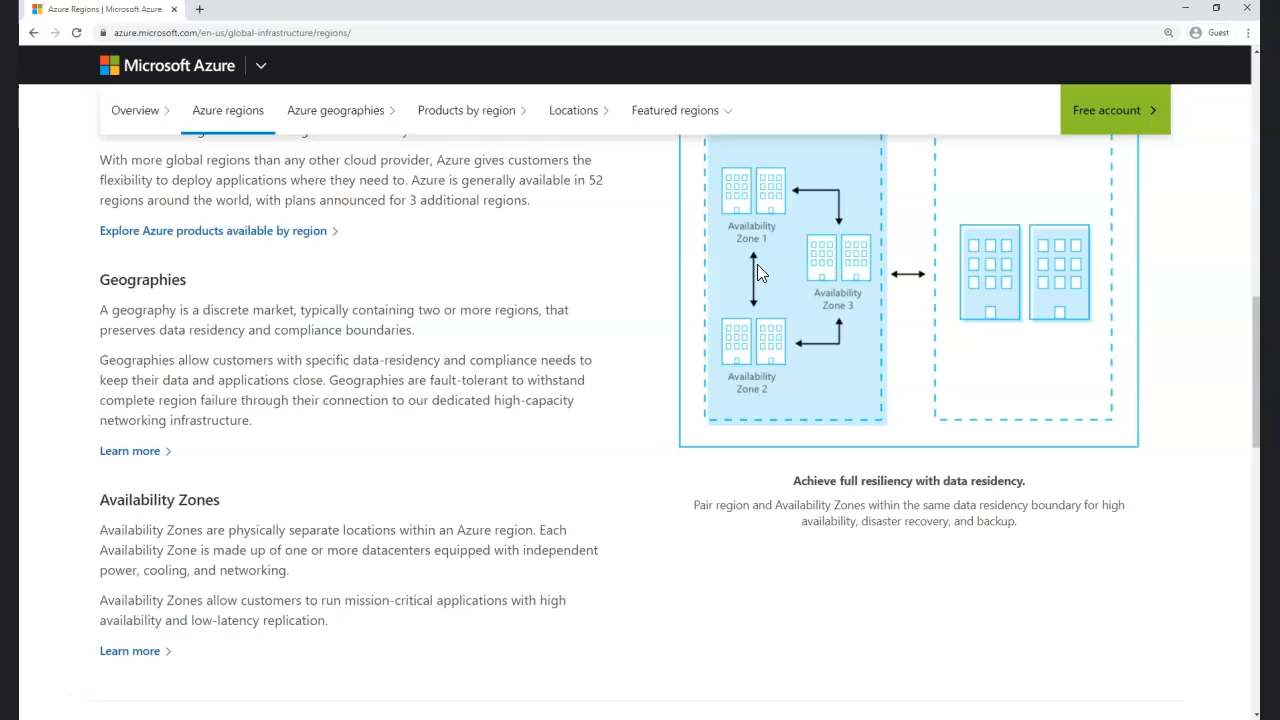 Azure Regions | Microsoft Azure
azure.microsoft.com/en-us/global-infrastructure/regions/
Guest
Microsoft Azure
Overview
Azure regions
Azure geographies
Products by region
Locations
Featured regions
Free account
With more global regions than any other cloud provider, Azure gives customers the
flexibility to deploy applications where they need to. Azure is generally available in 52
regions around the world, with plans announced for 3 additional regions.
Explore Azure products available by region
Geographies
A geography is a discrete market, typically containing two or more regions, that
preserves data residency and compliance boundaries.
Geographies allow customers with specific data-residency and compliance needs to
keep their data and applications close. Geographies are fault-tolerant to withstand
complete region failure through their connection to our dedicated high-capacity
networking infrastructure.
Learn more
Availability Zones
Availability Zones are physically separate locations within an Azure region. Each
Availability Zone is made up of one or more datacenters equipped with independent
power, cooling, and networking.
Availability Zones allow customers to run mission-critical applications with high
availability and low-latency replication.
Learn more
Availability
Zone 1
Availability
Zone 3
Availability
Zone 2
Achieve full resiliency with data residency.
Pair region and Availability Zones within the same data residency boundary for high
availability, disaster recovery, and backup.